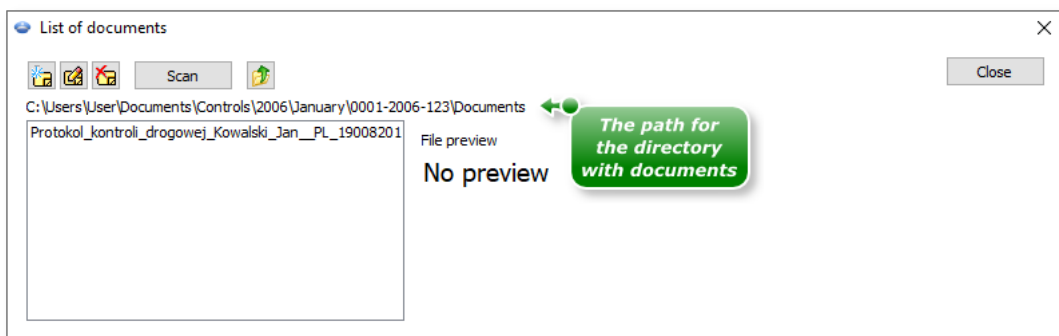 List of documents
Scan
Close
C:\Users\User\Documents\Controls\2006\January\0001-2006-123\Documents
Protokol_kontroli_drogowej_Kowalski_Jan__PL_19008201
File preview
No preview
The path for
the directory
with documents